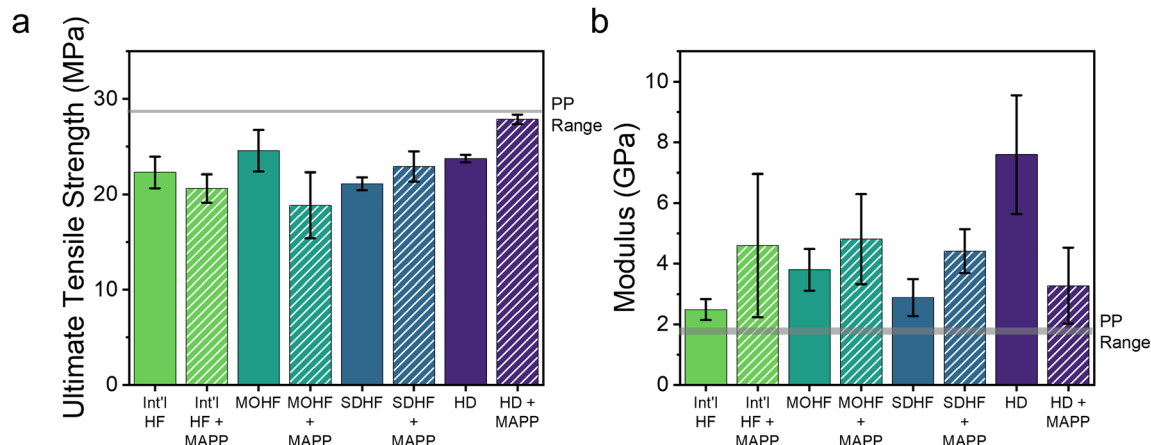 a
Ultimate Tensile Strength (MPa)
30
20
10
0
PP
Range
Int'l
HF
Int'l
HF +
MAPP
MOHF
MOHF
+
MAPP
SDHF
SDHF
+
MAPP
HD
HD +
MAPP
b
Modulus (GPa)
10
8
6
4
2
0
PP
Range
Int'l
HF
Int'l
HF +
MAPP
MOHF
MOHF
+
MAPP
SDHF
SDHF
+
MAPP
HD
HD +
MAPP